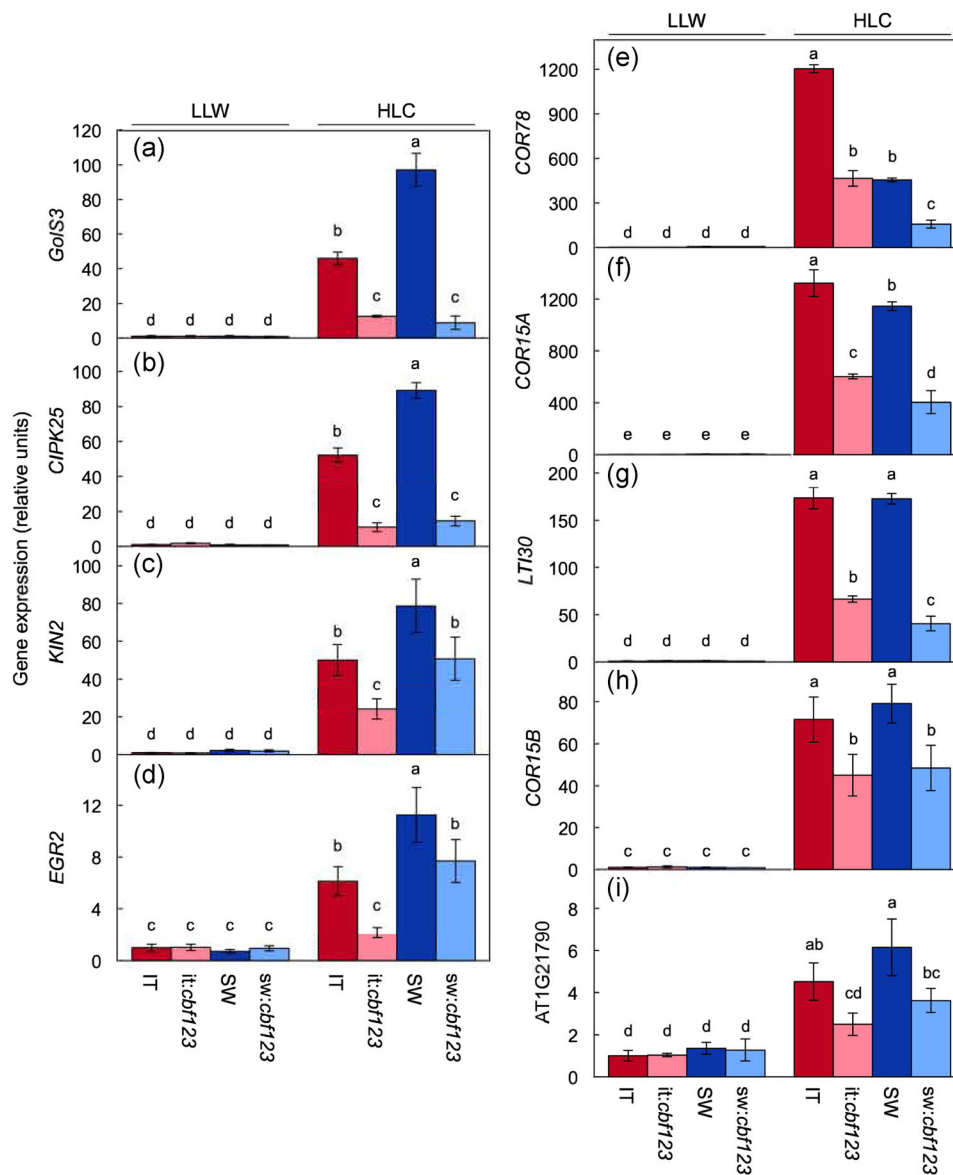 LLW HLC
(a)
GolS3
120
100
80
60
40
20
0
d d d d b c a c
(b)
CIPK25
80
60
40
20
0
d d d d b c a c
(c)
KIN2
80
60
40
20
0
d d d d b c a b
(d)
EGR2
12
8
4
0
c c c c b c a b
IT it:cbf123 SW sw:cbf123 IT it:cbf123 SW sw:cbf123
Gene expression (relative units)
LLW HLC
(e)
COR78
1200
900
600
300
0
d d d d a b b c
(f)
COR15A
1200
800
400
0
e e e e a c b d
(g)
LTI30
200
150
100
50
0
d d d d a b a c
(h)
COR15B
80
60
40
20
0
c c c c a b a b
(i)
AT1G21790
8
6
4
2
0
d d d d ab cd a bc
IT it:cbf123 SW sw:cbf123 IT it:cbf123 SW sw:cbf123